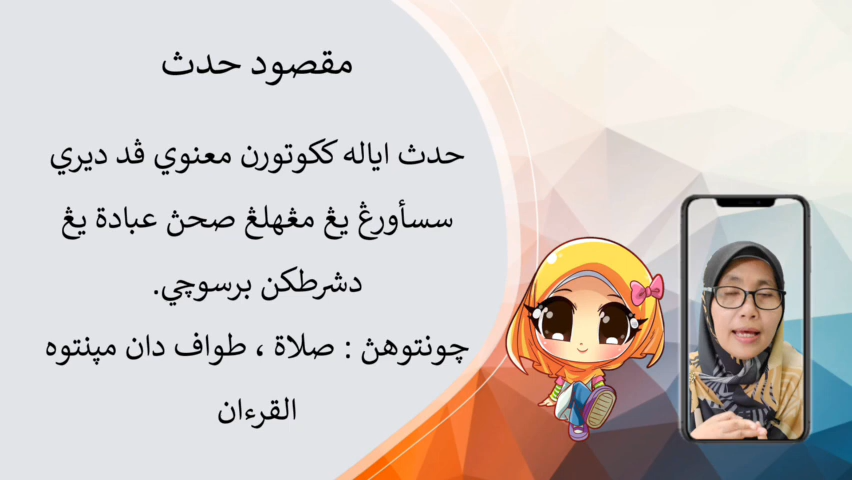 مقصود حدث
حدث اياله ککوتورن معنوي ڤد ديري
سسأورڠ يڠ مڠهلڠ صحڽ عبادة يڠ
دشرطکن برسوچي.
چونتوهڽ : صلاة ، طواف دان مڽنتوه
القرءان